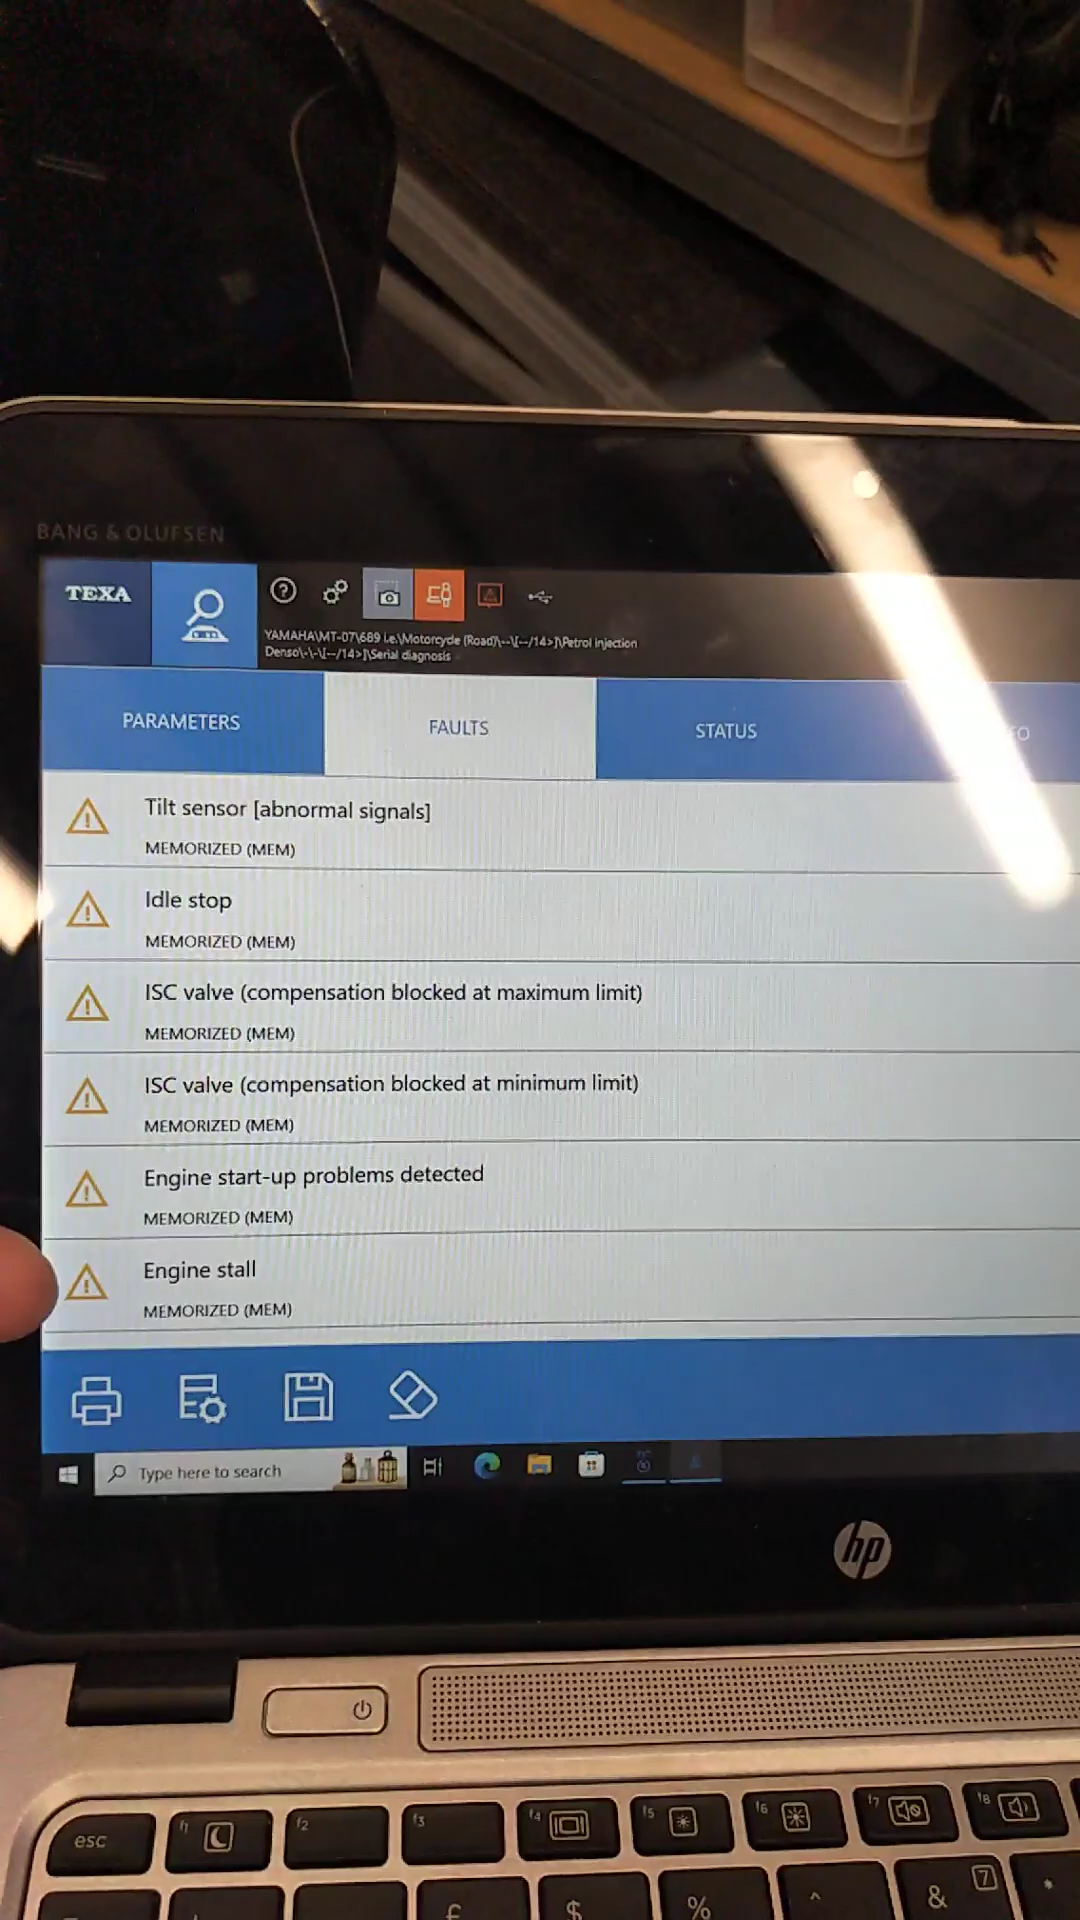 BANG & OLUFSEN
TEXA
YAMAHA\MT-07\689 i.e.\Motorcycle (Road)\--\[--/14>]\Petrol injection
Denso\-\-\[--/14>]\Serial diagnosis
PARAMETERS
FAULTS
STATUS
FO
Tilt sensor [abnormal signals]
MEMORIZED (MEM)
Idle stop
MEMORIZED (MEM)
ISC valve (compensation blocked at maximum limit)
MEMORIZED (MEM)
ISC valve (compensation blocked at minimum limit)
MEMORIZED (MEM)
Engine start-up problems detected
MEMORIZED (MEM)
Engine stall
MEMORIZED (MEM)
Type here to search
hp
esc
f1
f2
f3
f4
f5
f6
f7
f8
£
$
%
^
&
7
*